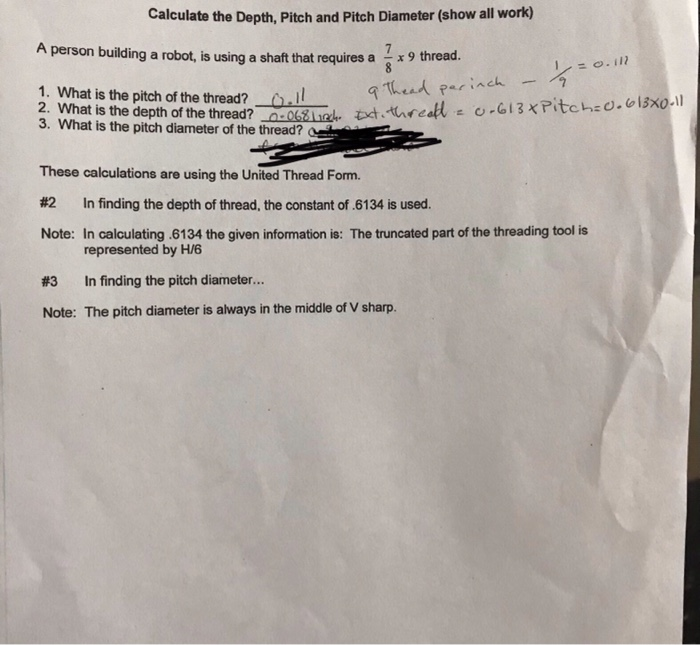 Calculate the Depth, Pitch and Pitch Diameter (show all work)
A person building a robot, is using a shaft that requires a 7/8 x 9 thread.
9 Thead per inch - 1/9 = 0.111
1. What is the pitch of the thread? 0.11
2. What is the depth of the thread? 0.068 inch. Ext. thread = 0.613 x Pitch=0.613x0.11
3. What is the pitch diameter of the thread?
These calculations are using the United Thread Form.
#2 In finding the depth of thread, the constant of .6134 is used.
Note: In calculating .6134 the given information is: The truncated part of the threading tool is
represented by H/6
#3 In finding the pitch diameter...
Note: The pitch diameter is always in the middle of V sharp.